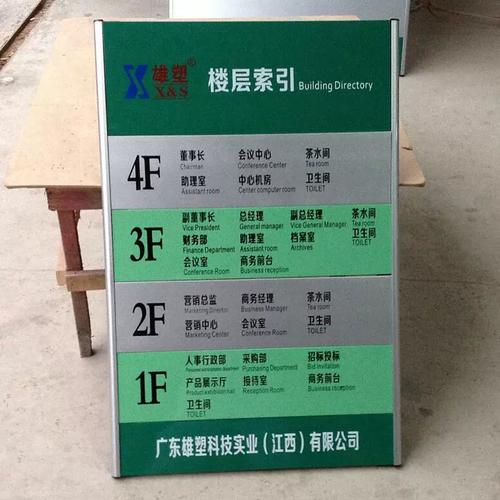 雄塑® X&S
楼层索引 Building Directory
4F
董事长 会议中心 茶水间
Chairman Conference Center Tea room
助理室 中心机房 卫生间
Assistant room Center computer room TOILET
3F
副董事长 总经理 副总经理 茶水间
Vice President General manager Vice General Manager Tea room
财务部 助理室 档案室 卫生间
Finance Department Assistant room Archives TOILET
会议室 商务前台
Conference Room Business reception
2F
营销总监 商务经理 茶水间
Marketing Director Business Manager Tea room
营销中心 会议室 卫生间
Marketing Center Conference Room TOILET
1F
人事行政部 采购部 招标投标
Personnel administration department Purchasing Department Bid invitation
产品展示厅 接待室 商务前台
Product exhibition hall Reception Room Business reception
卫生间
TOILET
广东雄塑科技实业（江西）有限公司